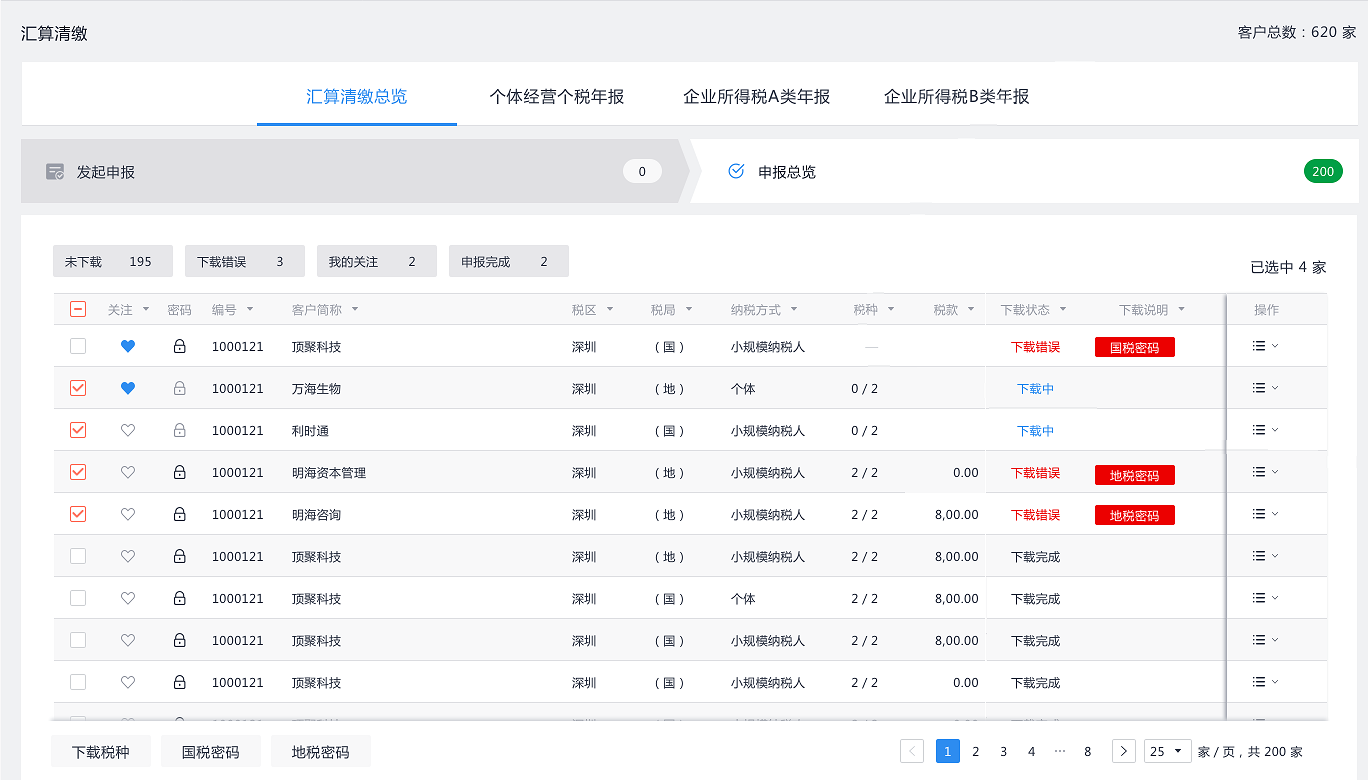 汇算清缴
客户总数：620 家
汇算清缴总览 个体经营个税年报 企业所得税A类年报 企业所得税B类年报
发起申报 0 申报总览 200
未下载 195 下载错误 3 我的关注 2 申报完成 2
已选中 4 家
关注 密码 编号 客户简称 税区 税局 纳税方式 税种 税款 下载状态 下载说明 操作
1000121 顶聚科技 深圳 （国） 小规模纳税人 — 下载错误 国税密码
1000121 万海生物 深圳 （地） 个体 0 / 2 下载中
1000121 利时通 深圳 （国） 小规模纳税人 0 / 2 下载中
1000121 明海资本管理 深圳 （地） 小规模纳税人 2 / 2 0.00 下载错误 地税密码
1000121 明海咨询 深圳 （地） 小规模纳税人 2 / 2 8,00.00 下载错误 地税密码
1000121 顶聚科技 深圳 （地） 小规模纳税人 2 / 2 8,00.00 下载完成
1000121 顶聚科技 深圳 （国） 个体 2 / 2 8,00.00 下载完成
1000121 顶聚科技 深圳 （国） 小规模纳税人 2 / 2 8,00.00 下载完成
1000121 顶聚科技 深圳 （国） 小规模纳税人 2 / 2 0.00 下载完成
下载税种 国税密码 地税密码
1 2 3 4 ··· 8 25 家 / 页，共 200 家